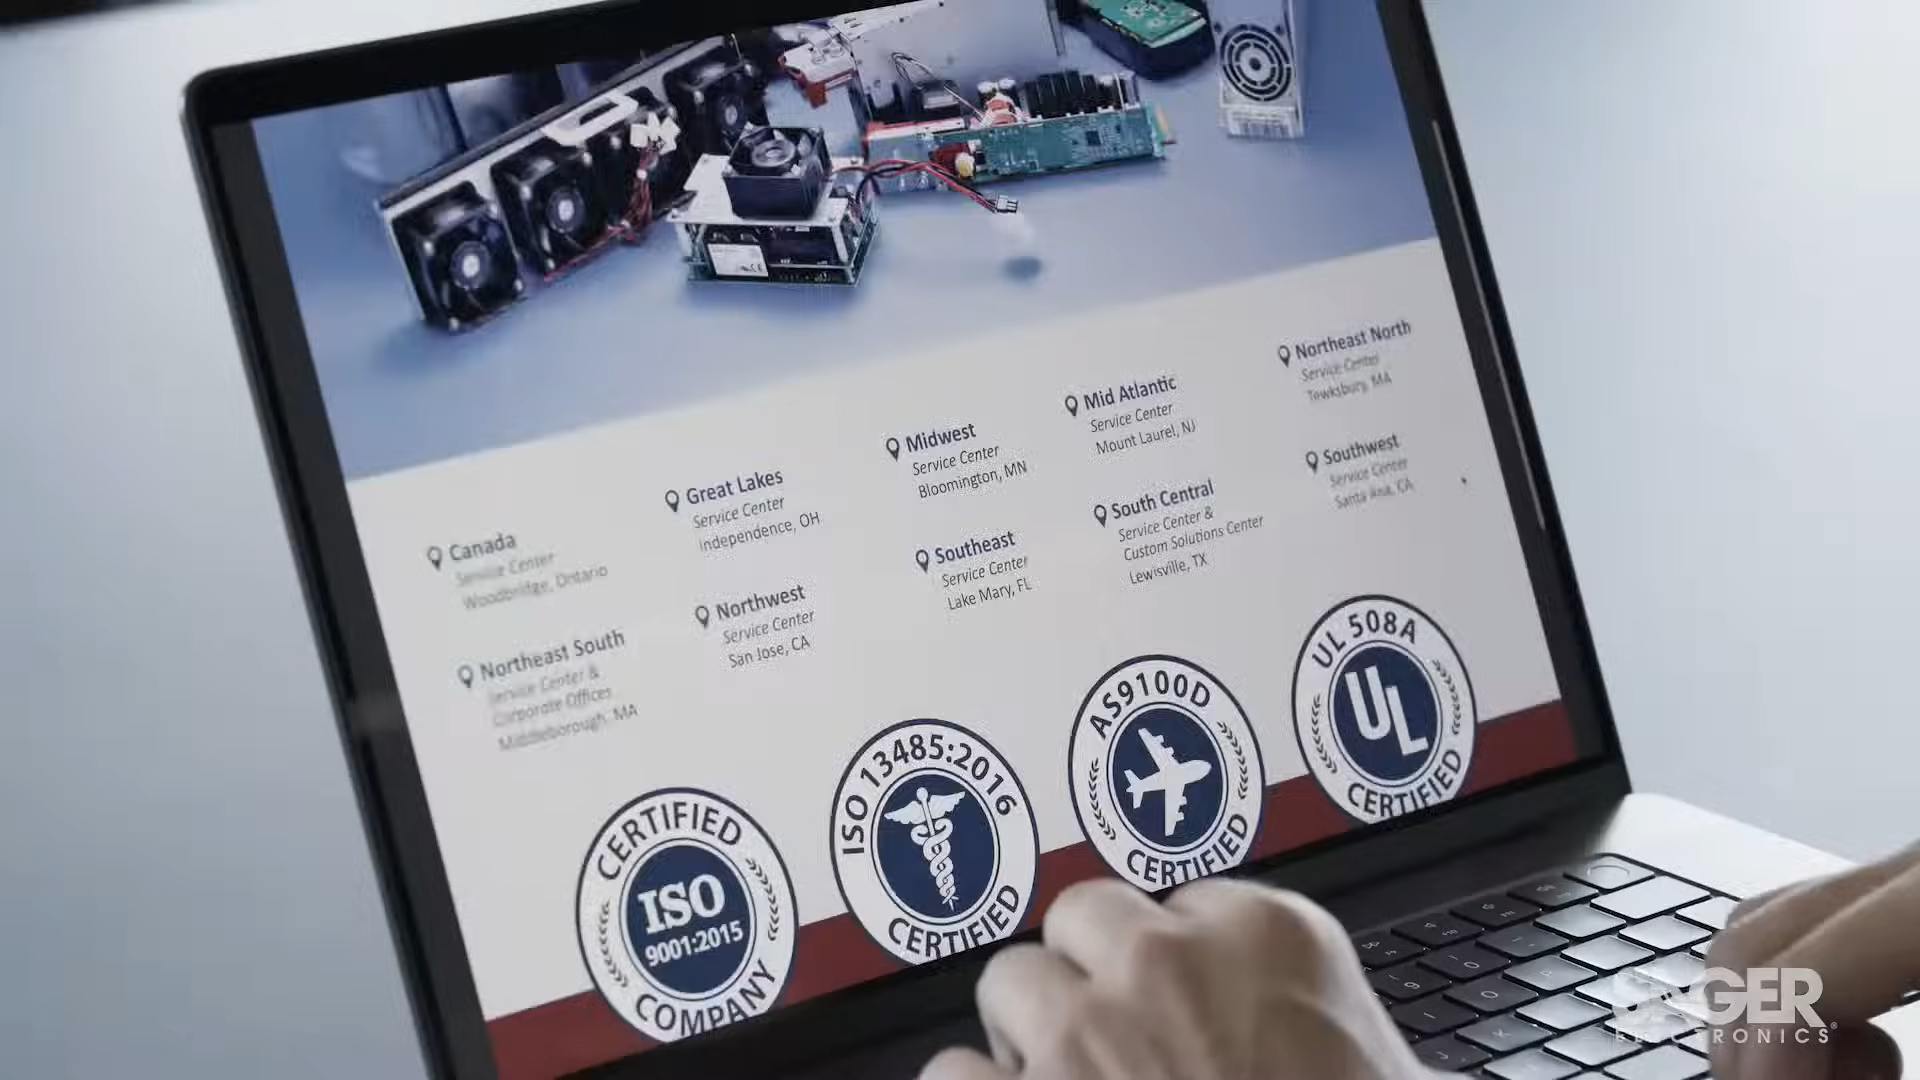 Northeast North
Service Center
Tewksbury, MA
Mid Atlantic
Service Center
Mount Laurel, NJ
Midwest
Service Center
Bloomington, MN
Great Lakes
Service Center
Independence, OH
Canada
Service Center
Woodbridge, Ontario
Southwest
Service Center
Santa Ana, CA
South Central
Service Center &
Custom Solutions Center
Lewisville, TX
Southeast
Service Center
Lake Mary, FL
Northwest
Service Center
San Jose, CA
Northeast South
Service Center &
Corporate Offices
Middleborough, MA
CERTIFIED
ISO
9001:2015
COMPANY
ISO 13485:2016
CERTIFIED
AS9100D
CERTIFIED
UL 508A
UL
CERTIFIED
SAGER
ELECTRONICS®